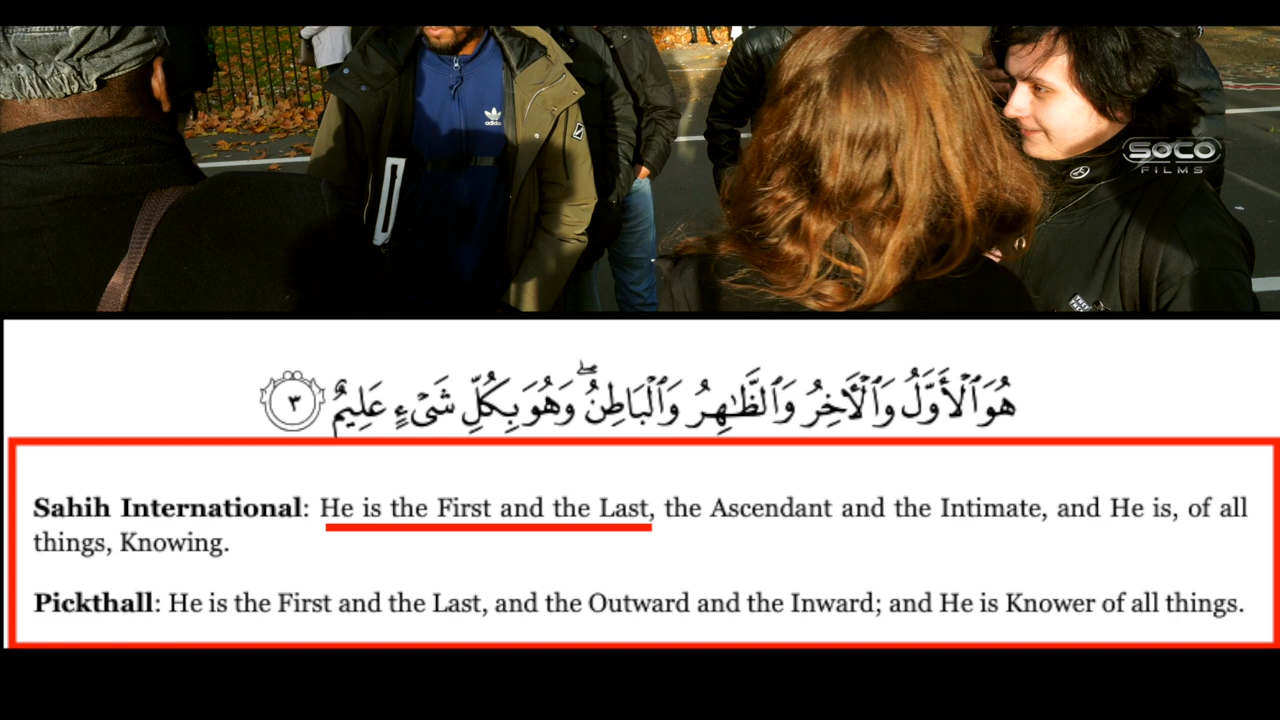 adidas
SOCO
FILMS
هُوَ ٱلْأَوَّلُ وَٱلْـَٔاخِرُ وَٱلظَّـٰهِرُ وَٱلْبَاطِنُ ۖ وَهُوَ بِكُلِّ شَىْءٍ عَلِيمٌ ٣
Sahih International: He is the First and the Last, the Ascendant and the Intimate, and He is, of all
things, Knowing.
Pickthall: He is the First and the Last, and the Outward and the Inward; and He is Knower of all things.